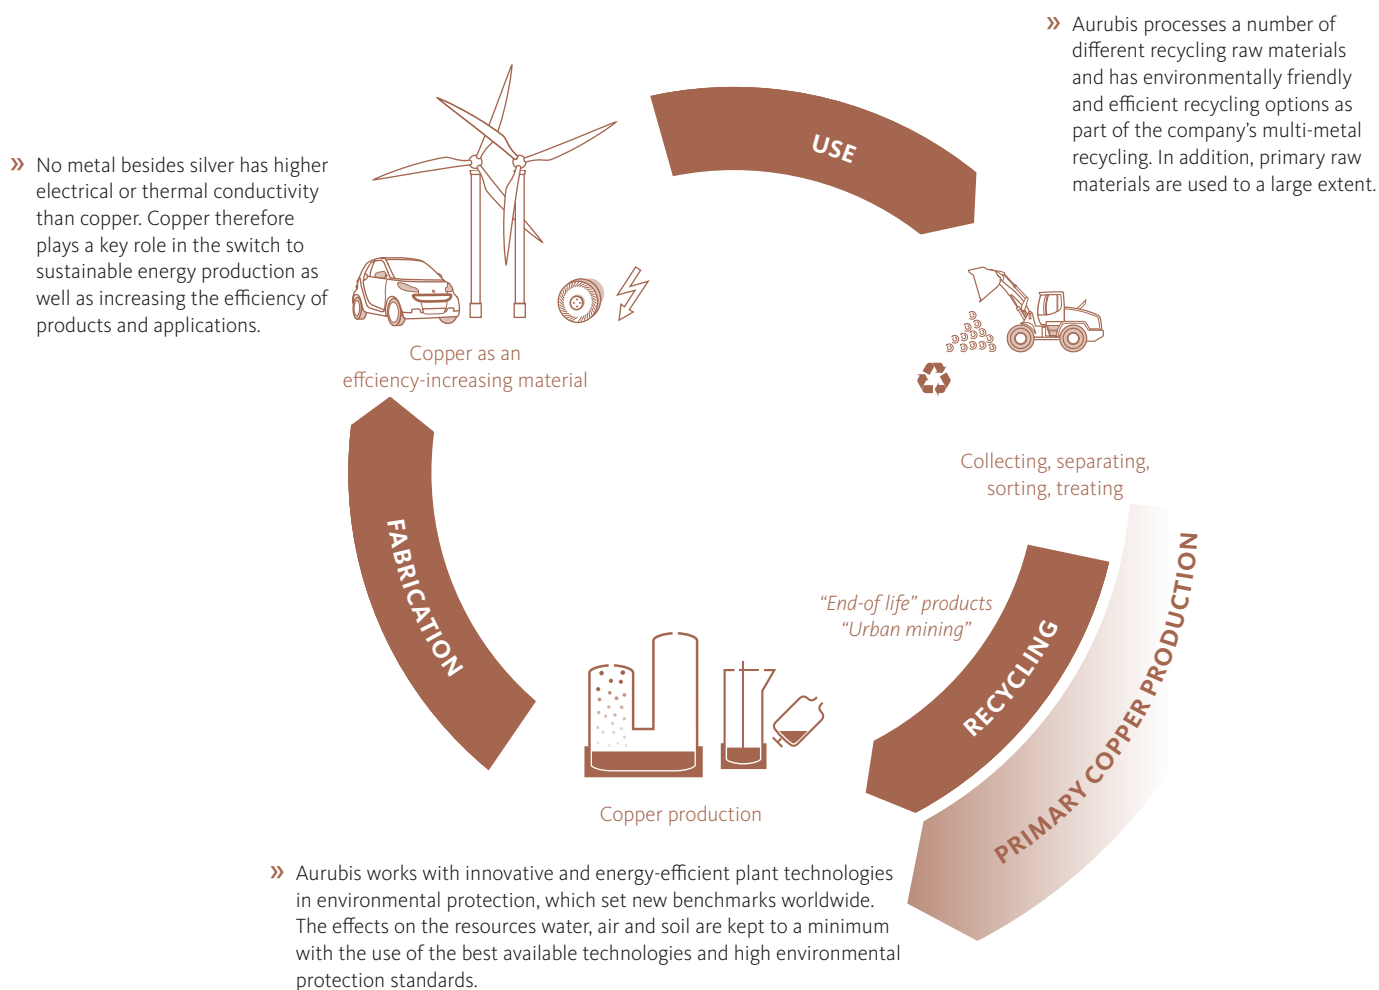 » Aurubis processes a number of
different recycling raw materials
and has environmentally friendly
and efficient recycling options as
part of the company’s multi-metal
recycling. In addition, primary raw
materials are used to a large extent.
USE
» No metal besides silver has higher
electrical or thermal conductivity
than copper. Copper therefore
plays a key role in the switch to
sustainable energy production as
well as increasing the efficiency of
products and applications.
Copper as an
effciency-increasing material
Collecting, separating,
sorting, treating
FABRICATION
“End-of life” products
“Urban mining”
RECYCLING
PRIMARY COPPER PRODUCTION
Copper production
» Aurubis works with innovative and energy-efficient plant technologies
in environmental protection, which set new benchmarks worldwide.
The effects on the resources water, air and soil are kept to a minimum
with the use of the best available technologies and high environmental
protection standards.